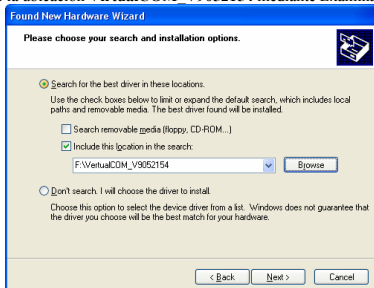 Found New Hardware Wizard
Please choose your search and installation options.
Search for the best driver in these locations.
Use the check boxes below to limit or expand the default search, which includes local
paths and removable media. The best driver found will be installed.
Search removable media (floppy, CD-ROM...)
Include this location in the search:
F:\VertualCOM_V9052154
Browse
Don't search. I will choose the driver to install.
Choose this option to select the device driver from a list. Windows does not guarantee that
the driver you choose will be the best match for your hardware.
< Back
Next >
Cancel